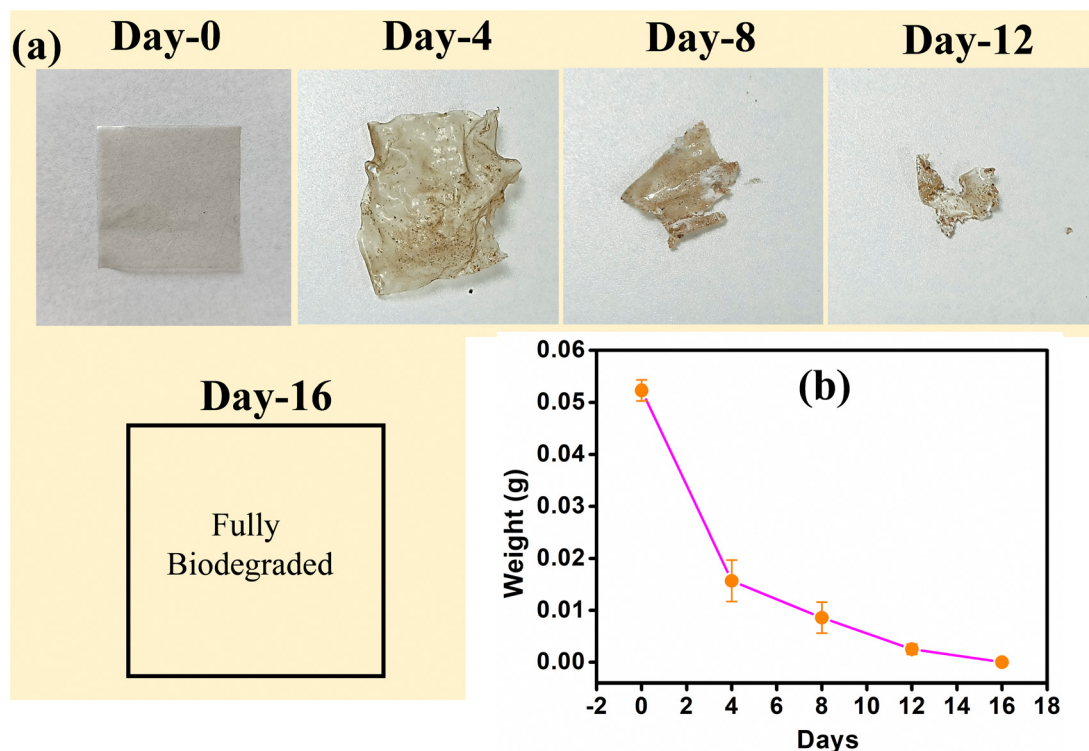 (a)
Day-0
Day-4
Day-8
Day-12
Day-16
Fully
Biodegraded
(b)
Weight (g)
0.06
0.05
0.04
0.03
0.02
0.01
0.00
-2 0 2 4 6 8 10 12 14 16 18
Days